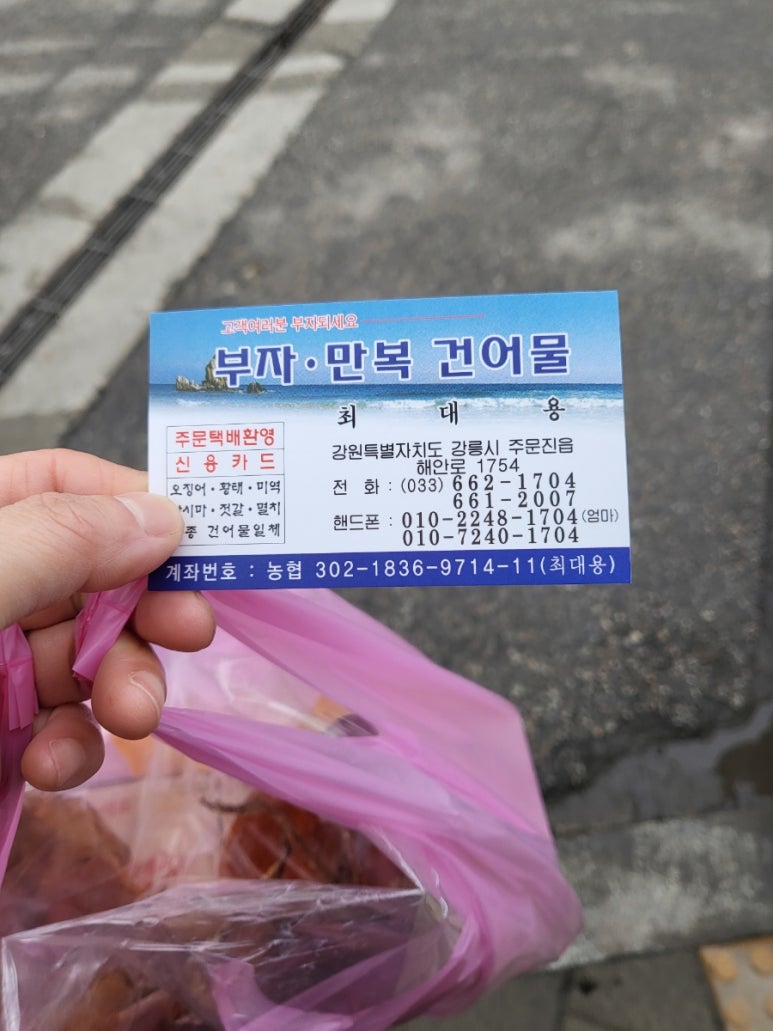 고객여러분 부자되세요
부자·만복 건어물
최 대 용
주문택배환영
신용카드
오징어·황태·미역
시마·젓갈·멸치
종 건어물일체
강원특별자치도 강릉시 주문진읍
해안로 1754
전 화 : (033) 662-1704
661-2007
핸드폰 : 010-2248-1704(엄마)
010-7240-1704
계좌번호 : 농협 302-1836-9714-11(최대용)